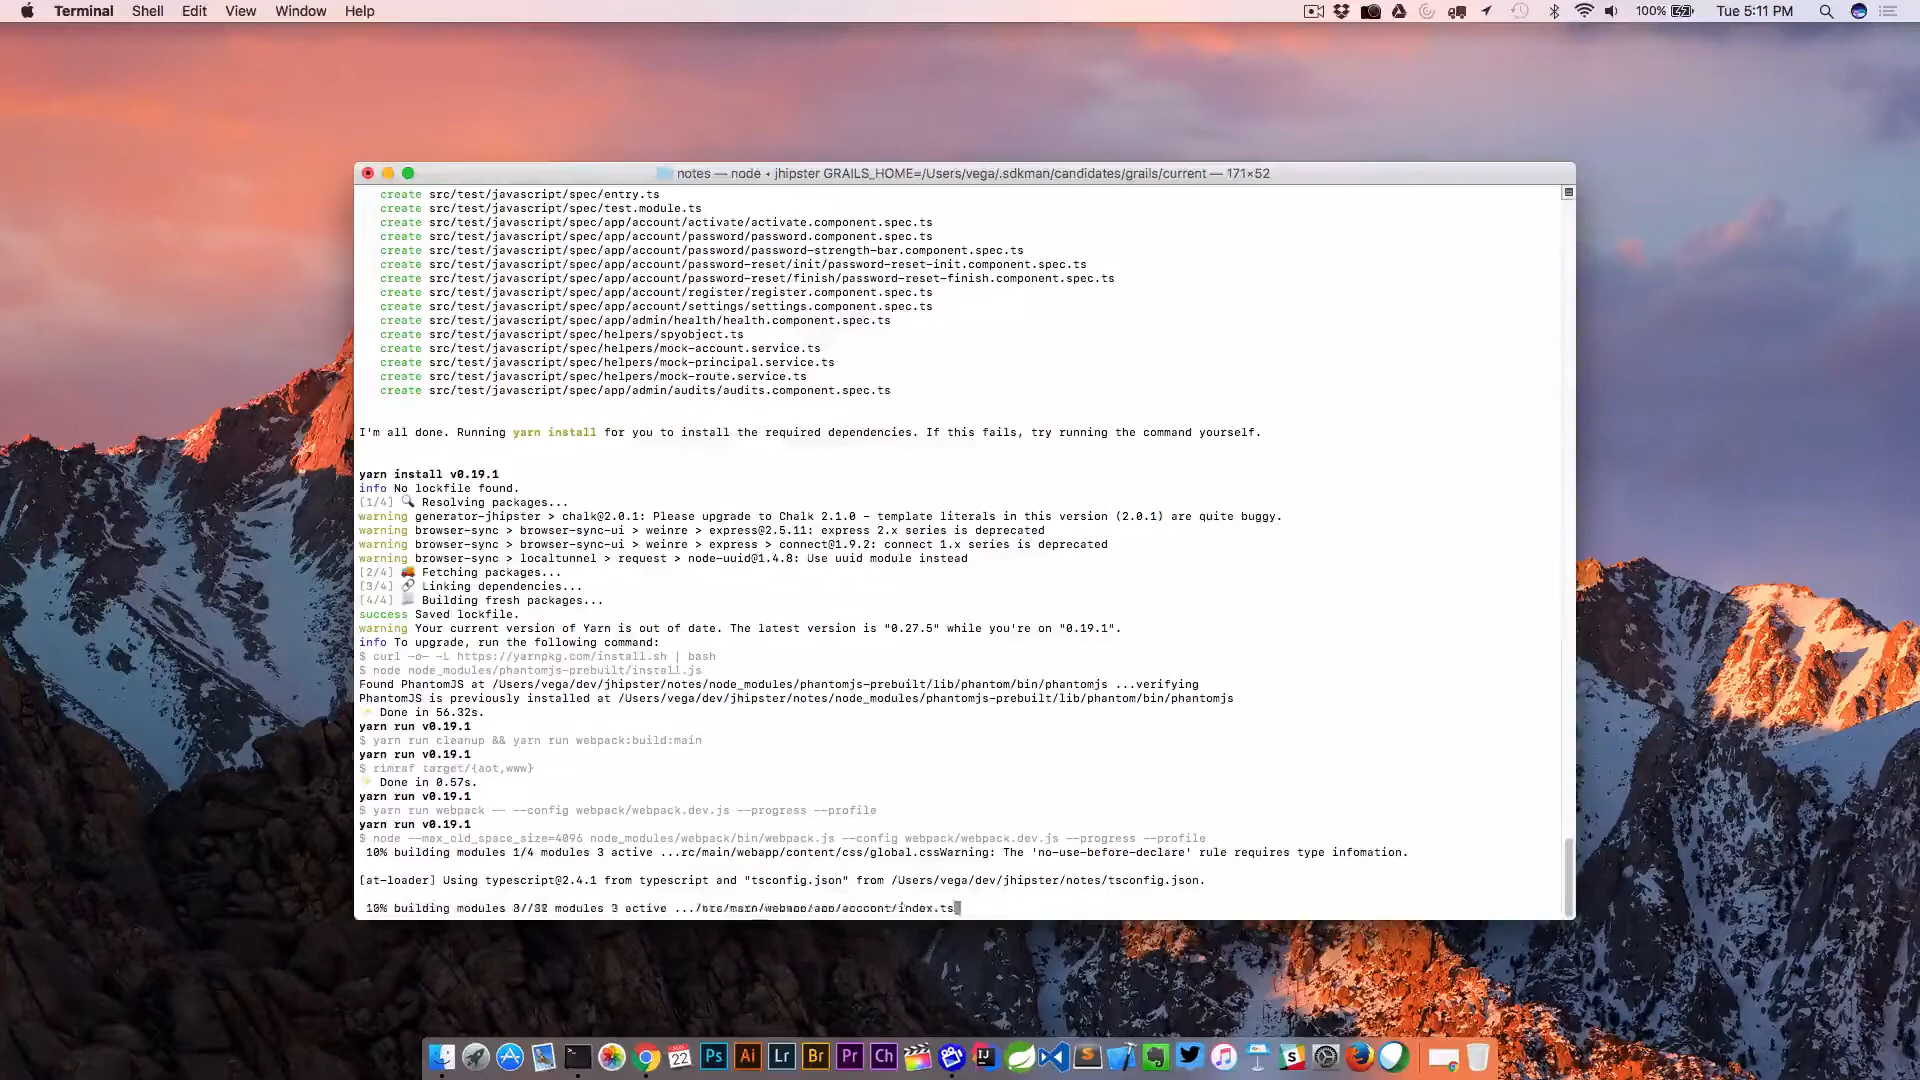 Terminal Shell Edit View Window Help 100% Tue 5:11 PM
notes — node • jhipster GRAILS_HOME=/Users/vega/.sdkman/candidates/grails/current — 171×52
create src/test/javascript/spec/entry.ts
create src/test/javascript/spec/test.module.ts
create src/test/javascript/spec/app/account/activate/activate.component.spec.ts
create src/test/javascript/spec/app/account/password/password.component.spec.ts
create src/test/javascript/spec/app/account/password/password-strength-bar.component.spec.ts
create src/test/javascript/spec/app/account/password-reset/init/password-reset-init.component.spec.ts
create src/test/javascript/spec/app/account/password-reset/finish/password-reset-finish.component.spec.ts
create src/test/javascript/spec/app/account/register/register.component.spec.ts
create src/test/javascript/spec/app/account/settings/settings.component.spec.ts
create src/test/javascript/spec/app/admin/health/health.component.spec.ts
create src/test/javascript/spec/helpers/spyobject.ts
create src/test/javascript/spec/helpers/mock-account.service.ts
create src/test/javascript/spec/helpers/mock-principal.service.ts
create src/test/javascript/spec/helpers/mock-route.service.ts
create src/test/javascript/spec/app/admin/audits/audits.component.spec.ts
I'm all done. Running yarn install for you to install the required dependencies. If this fails, try running the command yourself.
yarn install v0.19.1
info No lockfile found.
[1/4] 🔍 Resolving packages...
warning generator-jhipster > chalk@2.0.1: Please upgrade to Chalk 2.1.0 - template literals in this version (2.0.1) are quite buggy.
warning browser-sync > browser-sync-ui > weinre > express@2.5.11: express 2.x series is deprecated
warning browser-sync > browser-sync-ui > weinre > express > connect@1.9.2: connect 1.x series is deprecated
warning browser-sync > localtunnel > request > node-uuid@1.4.8: Use uuid module instead
[2/4] 🚚 Fetching packages...
[3/4] 🔗 Linking dependencies...
[4/4] 📃 Building fresh packages...
success Saved lockfile.
warning Your current version of Yarn is out of date. The latest version is "0.27.5" while you're on "0.19.1".
info To upgrade, run the following command:
$ curl -o- -L https://yarnpkg.com/install.sh | bash
$ node node_modules/phantomjs-prebuilt/install.js
Found PhantomJS at /Users/vega/dev/jhipster/notes/node_modules/phantomjs-prebuilt/lib/phantom/bin/phantomjs ...verifying
PhantomJS is previously installed at /Users/vega/dev/jhipster/notes/node_modules/phantomjs-prebuilt/lib/phantom/bin/phantomjs
✨ Done in 56.32s.
yarn run v0.19.1
$ yarn run cleanup && yarn run webpack:build:main
yarn run v0.19.1
$ rimraf target/{aot,www}
✨ Done in 0.57s.
yarn run v0.19.1
$ yarn run webpack -- --config webpack/webpack.dev.js --progress --profile
yarn run v0.19.1
$ node --max_old_space_size=4096 node_modules/webpack/bin/webpack.js --config webpack/webpack.dev.js --progress --profile
10% building modules 1/4 modules 3 active ...rc/main/webapp/content/css/global.cssWarning: The 'no-use-before-declare' rule requires type infomation.
[at-loader] Using typescript@2.4.1 from typescript and "tsconfig.json" from /Users/vega/dev/jhipster/notes/tsconfig.json.
10% building modules modules active index.ts
22 Ps Ai Lr Br Pr Ch IJ